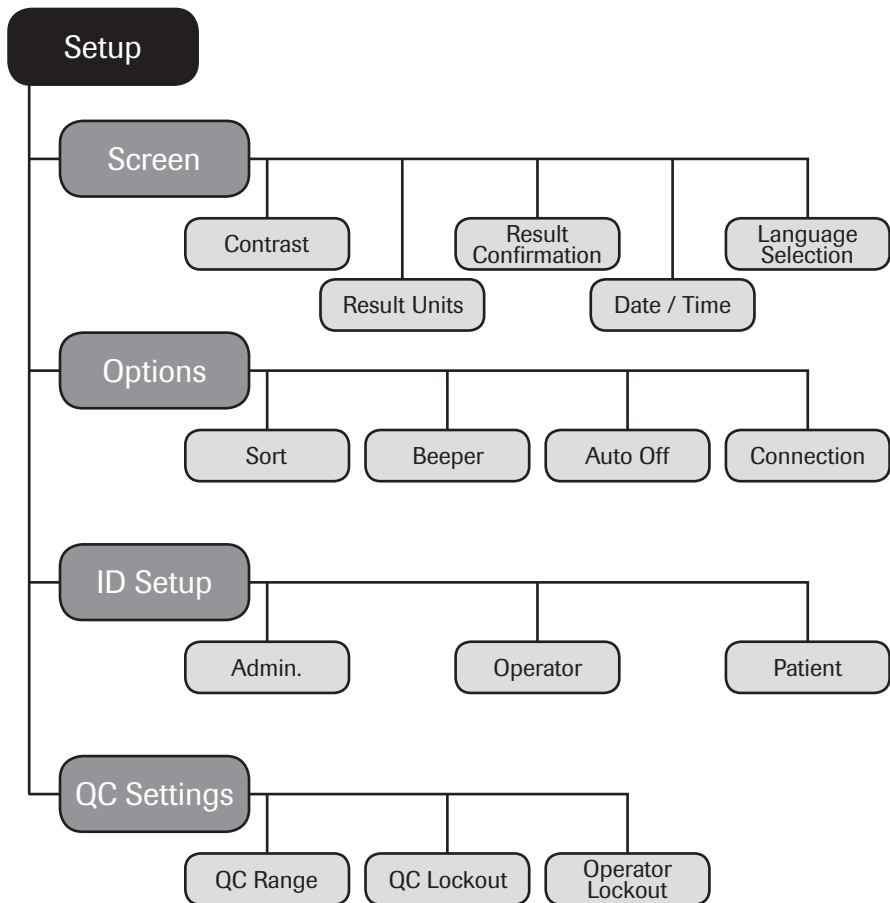 Setup
Screen
Contrast
Result
Confirmation
Language
Selection
Result Units
Date / Time
Options
Sort
Beeper
Auto Off
Connection
ID Setup
Admin.
Operator
Patient
QC Settings
QC Range
QC Lockout
Operator
Lockout